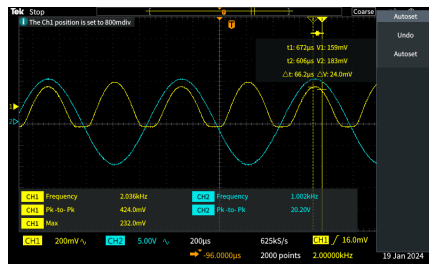 Tek Stop
Coarse
Autoset
The Ch1 position is set to 800mdiv
Undo
Autoset
t1: 672µs V1: 159mV
t2: 606µs V2: 183mV
△t: 66.2µs △V: 24.0mV
CH1 Frequency 2.036kHz CH2 Frequency 1.002kHz
CH1 Pk -to- Pk 424.0mV CH2 Pk -to- Pk 20.20V
CH1 Max 232.0mV
CH1 200mV CH2 5.00V 200µs 625kS/s CH1 16.0mV
-96.0000µs 2000 points 2.00000kHz 19 Jan 2024